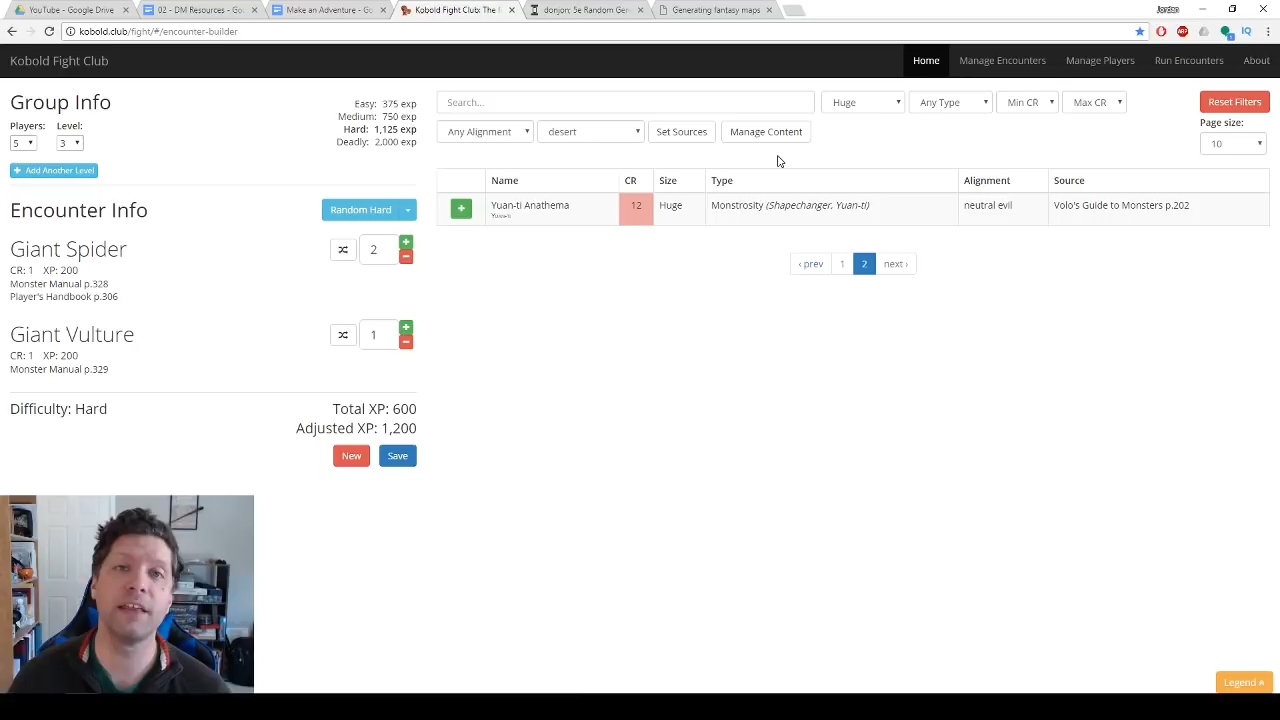 YouTube - Google Drive
02 - DM Resources - Go
Make an Adventure - Go
Kobold Fight Club: The
donjon; 5e Random Gen
Generating fantasy maps
Jordan
kobold.club/fight/#/encounter-builder
Kobold Fight Club
Home
Manage Encounters
Manage Players
Run Encounters
About
Group Info
Players:
Level:
5
3
Easy: 375 exp
Medium: 750 exp
Hard: 1,125 exp
Deadly: 2,000 exp
+ Add Another Level
Encounter Info
Random Hard
Giant Spider
CR: 1 XP: 200
Monster Manual p.328
Player's Handbook p.306
2
Giant Vulture
CR: 1 XP: 200
Monster Manual p.329
1
Difficulty: Hard
Total XP: 600
Adjusted XP: 1,200
New
Save
Search...
Huge
Any Type
Min CR
Max CR
Reset Filters
Any Alignment
desert
Set Sources
Manage Content
Page size:
10
Name CR Size Type Alignment Source
Yuan-ti Anathema 12 Huge Monstrosity (Shapechanger, Yuan-ti) neutral evil Volo's Guide to Monsters p.202
Yuan-ti
‹ prev 1 2 next ›
Legend